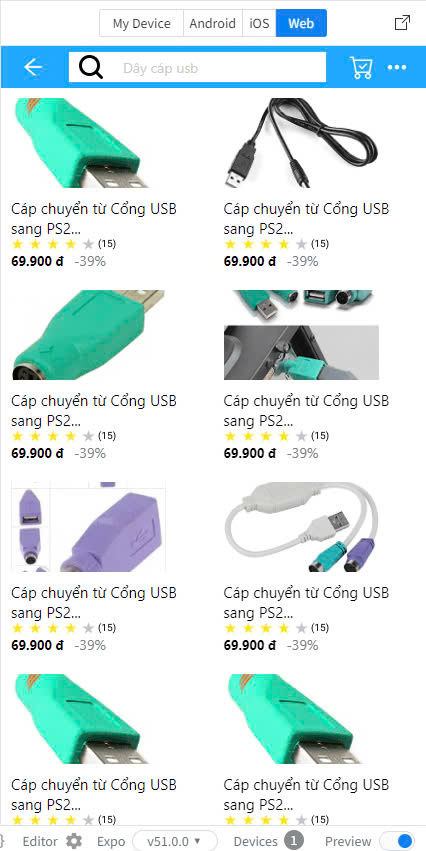 My Device Android iOS Web
Dây cáp usb
Cáp chuyển từ Cổng USB
sang PS2...
(15)
69.900 đ -39%
Cáp chuyển từ Cổng USB
sang PS2...
(15)
69.900 đ -39%
Cáp chuyển từ Cổng USB
sang PS2...
(15)
69.900 đ -39%
Cáp chuyển từ Cổng USB
sang PS2...
(15)
69.900 đ -39%
Cáp chuyển từ Cổng USB
sang PS2...
(15)
69.900 đ -39%
Cáp chuyển từ Cổng USB
sang PS2...
(15)
69.900 đ -39%
Cáp chuyển từ Cổng USB
sang PS2...
(15)
Cáp chuyển từ Cổng USB
sang PS2...
(15)
} Editor Expo v51.0.0 Devices 1 Preview